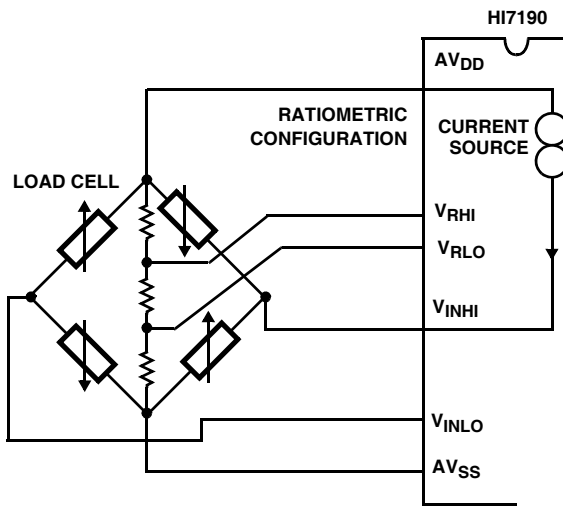 HI7190
AVDD
RATIOMETRIC
CONFIGURATION
CURRENT
SOURCE
LOAD CELL
VRHI
VRLO
VINHI
VINLO
AVSS